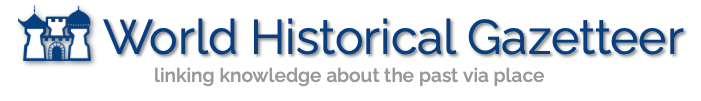 World Historical Gazetteer
linking knowledge about the past via place